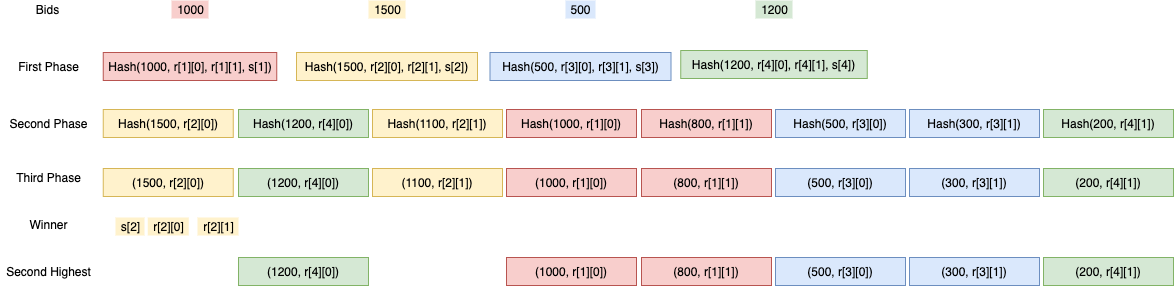 Bids 1000 1500 500 1200
First Phase Hash(1000, r[1][0], r[1][1], s[1]) Hash(1500, r[2][0], r[2][1], s[2]) Hash(500, r[3][0], r[3][1], s[3]) Hash(1200, r[4][0], r[4][1], s[4])
Second Phase Hash(1500, r[2][0]) Hash(1200, r[4][0]) Hash(1100, r[2][1]) Hash(1000, r[1][0]) Hash(800, r[1][1]) Hash(500, r[3][0]) Hash(300, r[3][1]) Hash(200, r[4][1])
Third Phase (1500, r[2][0]) (1200, r[4][0]) (1100, r[2][1]) (1000, r[1][0]) (800, r[1][1]) (500, r[3][0]) (300, r[3][1]) (200, r[4][1])
Winner s[2] r[2][0] r[2][1]
Second Highest (1200, r[4][0]) (1000, r[1][0]) (800, r[1][1]) (500, r[3][0]) (300, r[3][1]) (200, r[4][1])